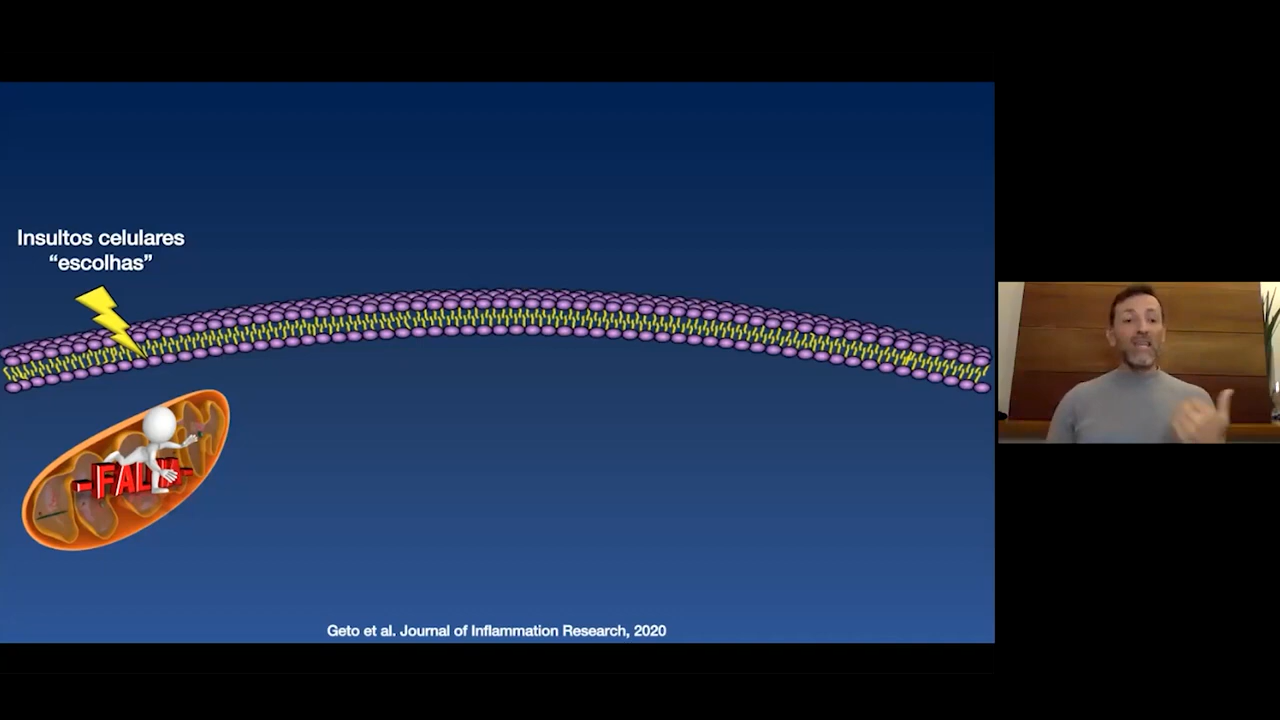 Insultos celulares
“escolhas”
Geto et al. Journal of Inflammation Research, 2020